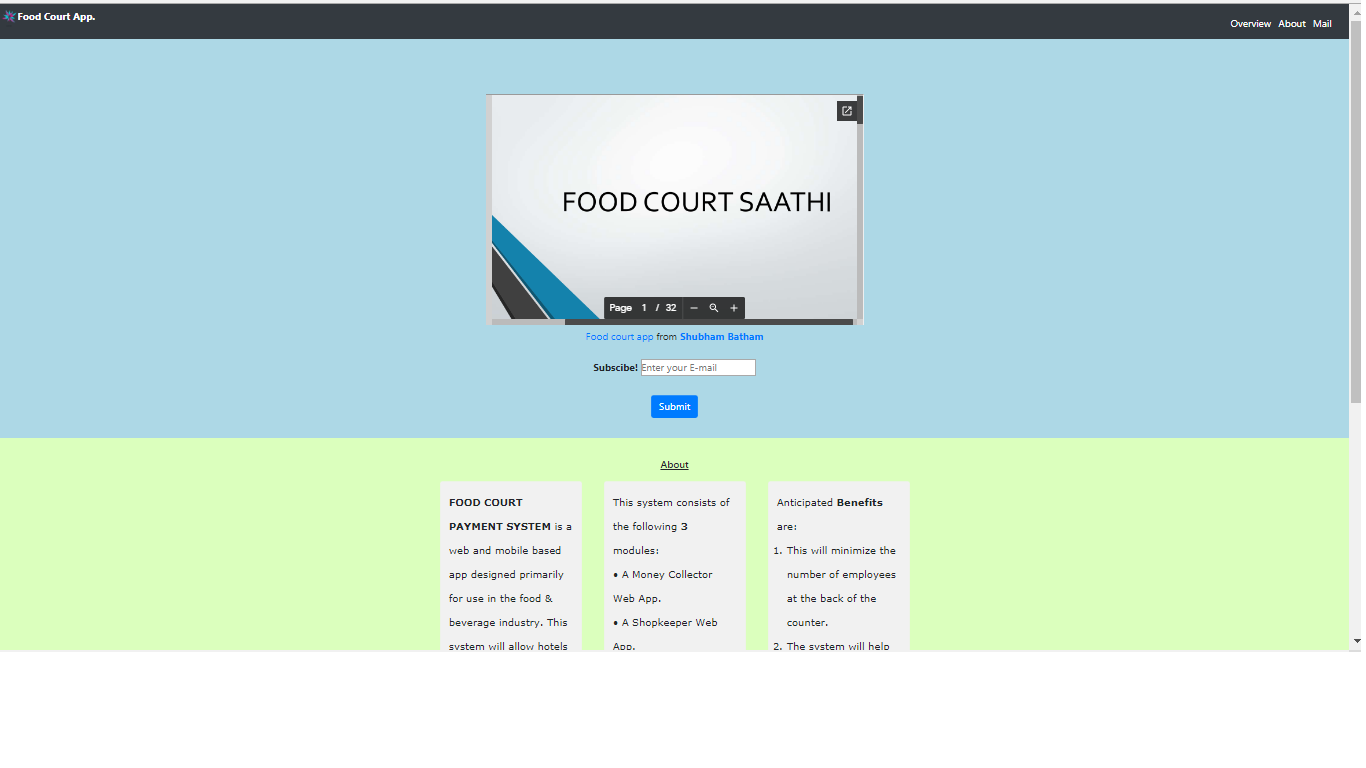 Food Court App.
Overview About Mail
FOOD COURT SAATHI
Page 1 / 32
Food court app from Shubham Batham
Subscibe! Enter your E-mail
Submit
About
FOOD COURT
PAYMENT SYSTEM is a
web and mobile based
app designed primarily
for use in the food &
beverage industry. This
system will allow hotels
This system consists of
the following 3
modules:
• A Money Collector
Web App.
• A Shopkeeper Web
App.
Anticipated Benefits
are:
1. This will minimize the
number of employees
at the back of the
counter.
2. The system will help